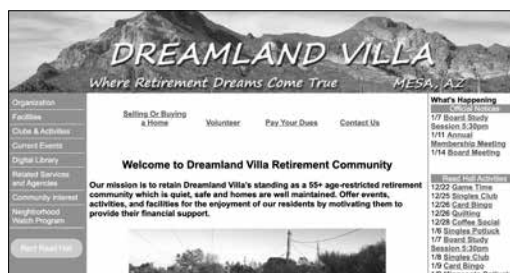 DREAMLAND VILLA
Where Retirement Dreams Come True
MESA, AZ
Organization
Facilities
Clubs & Activities
Current Events
Digital Library
Related Services
and Agencies
Community Interest
Neighborhood
Watch Program
Rent Read Hall
Selling Or Buying
a Home
Volunteer
Pay Your Dues
Contact Us
Welcome to Dreamland Villa Retirement Community
Our mission is to retain Dreamland Villa's standing as a 55+ age-restricted retirement
community which is quiet, safe and homes are well maintained. Offer events,
activities, and facilities for the enjoyment of our residents by motivating them to
provide their financial support.
What's Happening
Official Notices
1/7 Board Study
Session 5:30pm
1/11 Annual
Membership Meeting
1/14 Board Meeting
Read Hall Activities
12/22 Game Time
12/25 Singles Club
12/26 Card Bingo
12/26 Quilting
12/28 Coffee Social
1/6 Singles Potluck
1/7 Board Study
Session 5:30pm
1/8 Singles Club
1/9 Card Bingo